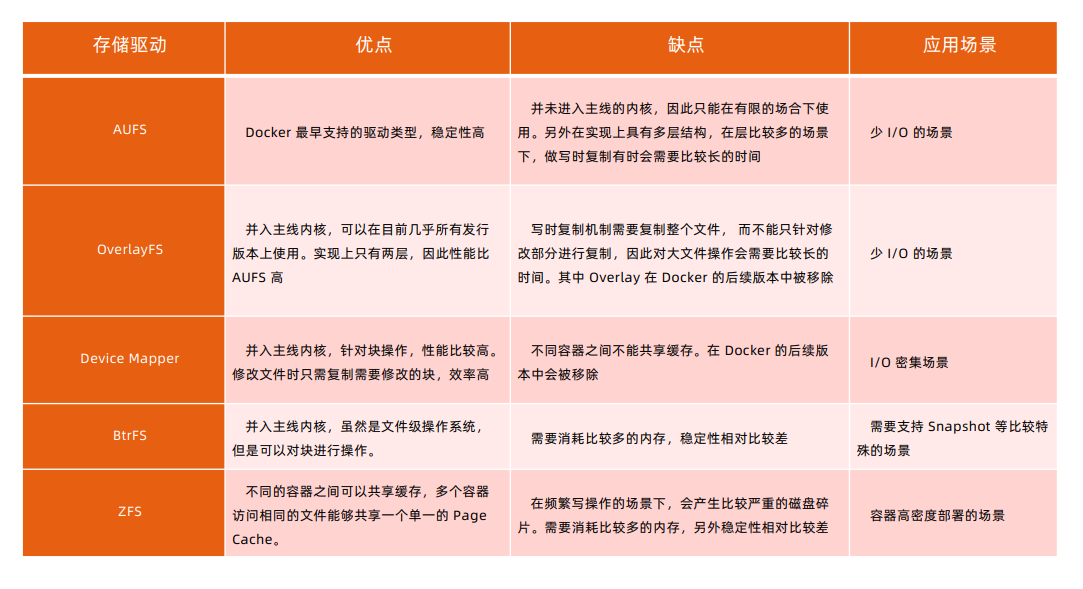 存储驱动
优点
缺点
应用场景
AUFS
Docker 最早支持的驱动类型，稳定性高
并未进入主线的内核，因此只能在有限的场合下使
用。另外在实现上具有多层结构，在层比较多的场景
下，做写时复制有时会需要比较长的时间
少 I/O 的场景
OverlayFS
并入主线内核，可以在目前几乎所有发行
版本上使用。实现上只有两层，因此性能比
AUFS 高
写时复制机制需要复制整个文件， 而不能只针对修
改部分进行复制，因此对大文件操作会需要比较长的
时间。其中 Overlay 在 Docker 的后续版本中被移除
少 I/O 的场景
Device Mapper
并入主线内核，针对块操作，性能比较高。
修改文件时只需复制需要修改的块，效率高
不同容器之间不能共享缓存。在 Docker 的后续版
本中会被移除
I/O 密集场景
BtrFS
并入主线内核，虽然是文件级操作系统，
但是可以对块进行操作。
需要消耗比较多的内存，稳定性相对比较差
需要支持 Snapshot 等比较特
殊的场景
ZFS
不同的容器之间可以共享缓存，多个容器
访问相同的文件能够共享一个单一的 Page
Cache。
在频繁写操作的场景下，会产生比较严重的磁盘碎
片。需要消耗比较多的内存，另外稳定性相对比较差
容器高密度部署的场景